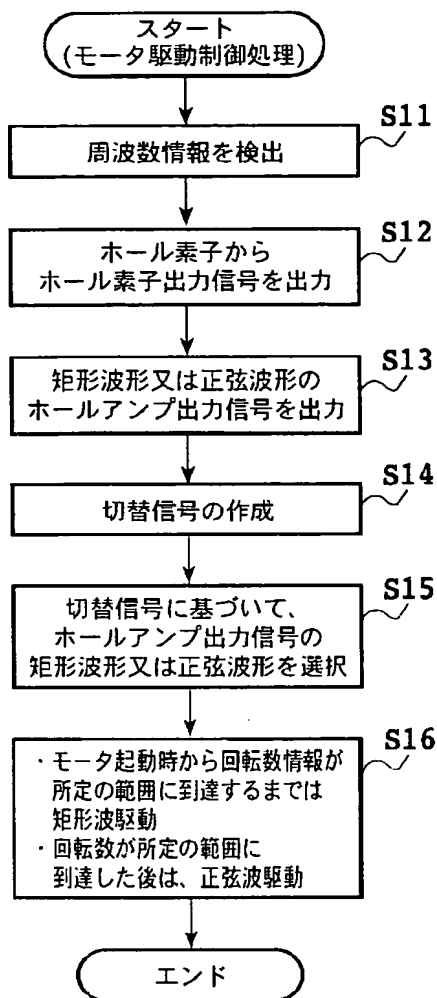 スタート
(モータ駆動制御処理)
S11
周波数情報を検出
S12
ホール素子から
ホール素子出力信号を出力
S13
矩形波形又は正弦波形の
ホールアンプ出力信号を出力
S14
切替信号の作成
S15
切替信号に基づいて、
ホールアンプ出力信号の
矩形波形又は正弦波形を選択
S16
・モータ起動時から回転数情報が
所定の範囲に到達するまでは
矩形波駆動
・回転数が所定の範囲に
到達した後は、正弦波駆動
エンド